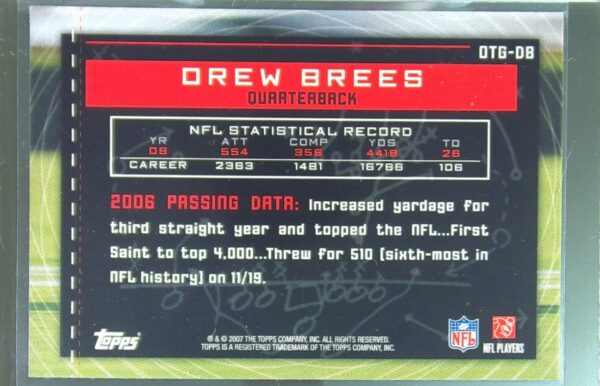 OTG-DB
DREW BREES
QUARTERBACK
NFL STATISTICAL RECORD
YR ATT COMP YDS TD
06 554 356 4418 26
CAREER 2363 1481 16766 106
2006 PASSING DATA: Increased yardage for
third straight year and topped the NFL...First
Saint to top 4,000...Threw for 510 (sixth-most in
NFL history) on 11/19.
Topps
® & © 2007 THE TOPPS COMPANY, INC. ALL RIGHTS RESERVED.
TOPPS IS A REGISTERED TRADEMARK OF THE TOPPS COMPANY, INC.
NFL
NFL PLAYERS